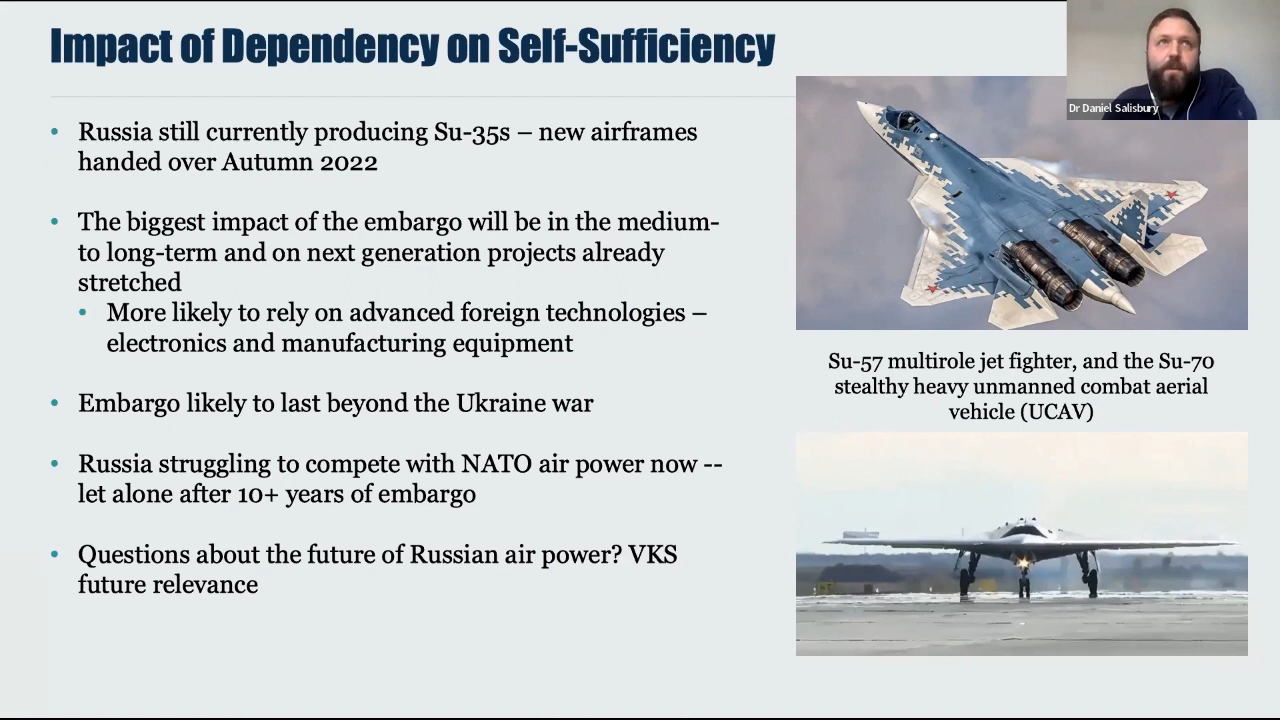 Impact of Dependency on Self-Sufficiency
Dr Daniel Salisbury
• Russia still currently producing Su-35s – new airframes
handed over Autumn 2022
• The biggest impact of the embargo will be in the medium-
to long-term and on next generation projects already
stretched
• More likely to rely on advanced foreign technologies –
electronics and manufacturing equipment
• Embargo likely to last beyond the Ukraine war
• Russia struggling to compete with NATO air power now --
let alone after 10+ years of embargo
• Questions about the future of Russian air power? VKS
future relevance
Su-57 multirole jet fighter, and the Su-70
stealthy heavy unmanned combat aerial
vehicle (UCAV)